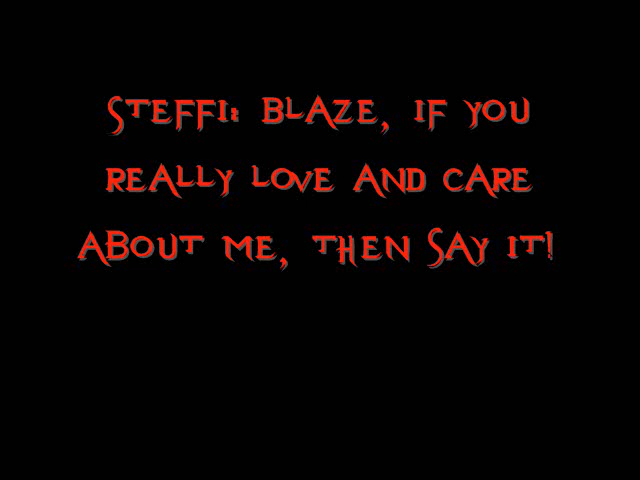 STEFFI: BLAZE, IF YOU
REALLY LOVE AND CARE
ABOUT ME, THEN SAY IT!